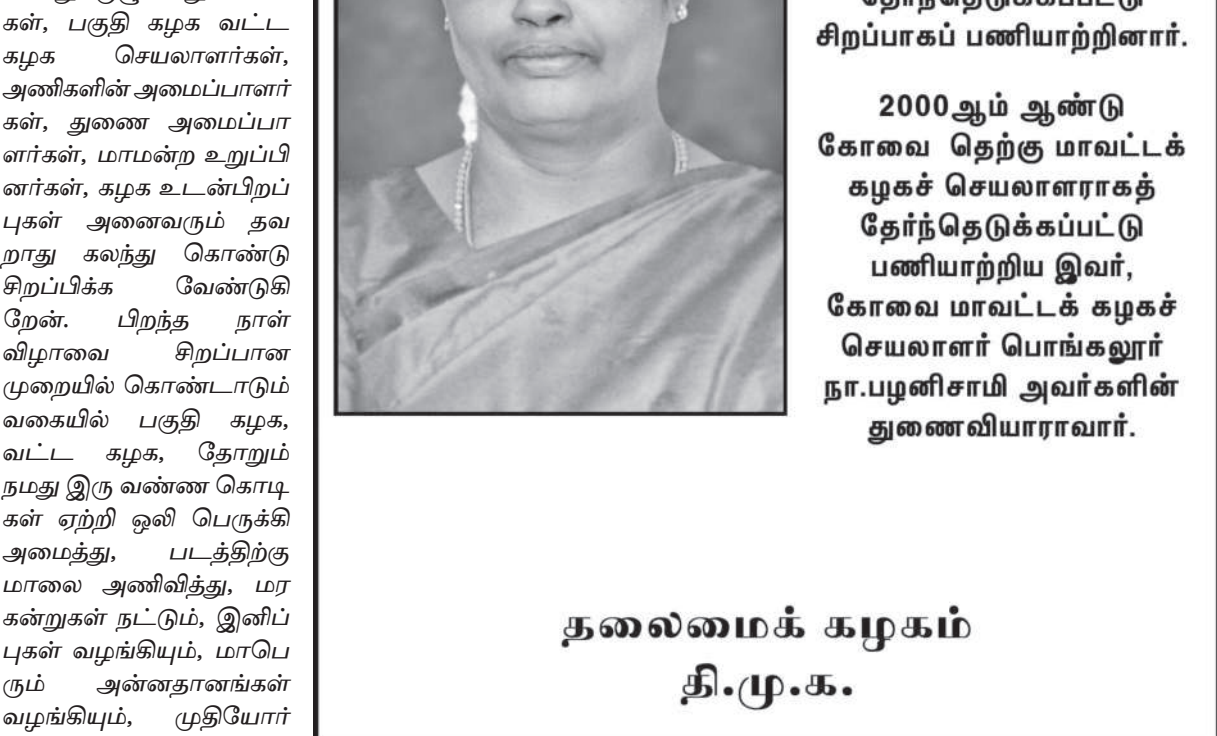 கள், பகுதி கழக வட்ட
கழக செயலாளர்கள்,
அணிகளின் அமைப்பாளர்
கள், துணை அமைப்பா
ளர்கள், மாமன்ற உறுப்பி
னர்கள், கழக உடன்பிறப்
புகள் அனைவரும் தவ
றாது கலந்து கொண்டு
சிறப்பிக்க வேண்டுகி
றேன். பிறந்த நாள்
விழாவை சிறப்பான
முறையில் கொண்டாடும்
வகையில் பகுதி கழக,
வட்ட கழக, தோறும்
நமது இரு வண்ண கொடி
கள் ஏற்றி ஒலி பெருக்கி
அமைத்து, படத்திற்கு
மாலை அணிவித்து, மர
கன்றுகள் நட்டும், இனிப்
புகள் வழங்கியும், மாபெ
ரும் அன்னதானங்கள்
வழங்கியும், முதியோர்
தேர்ந்தெடுக்கப்பட்டு
சிறப்பாகப் பணியாற்றினார்.
2000ஆம் ஆண்டு
கோவை தெற்கு மாவட்டக்
கழகச் செயலாளராகத்
தேர்ந்தெடுக்கப்பட்டு
பணியாற்றிய இவர்,
கோவை மாவட்டக் கழகச்
செயலாளர் பொங்கலூர்
நா.பழனிசாமி அவர்களின்
துணைவியாராவார்.
தலைமைக் கழகம்
தி.மு.க.